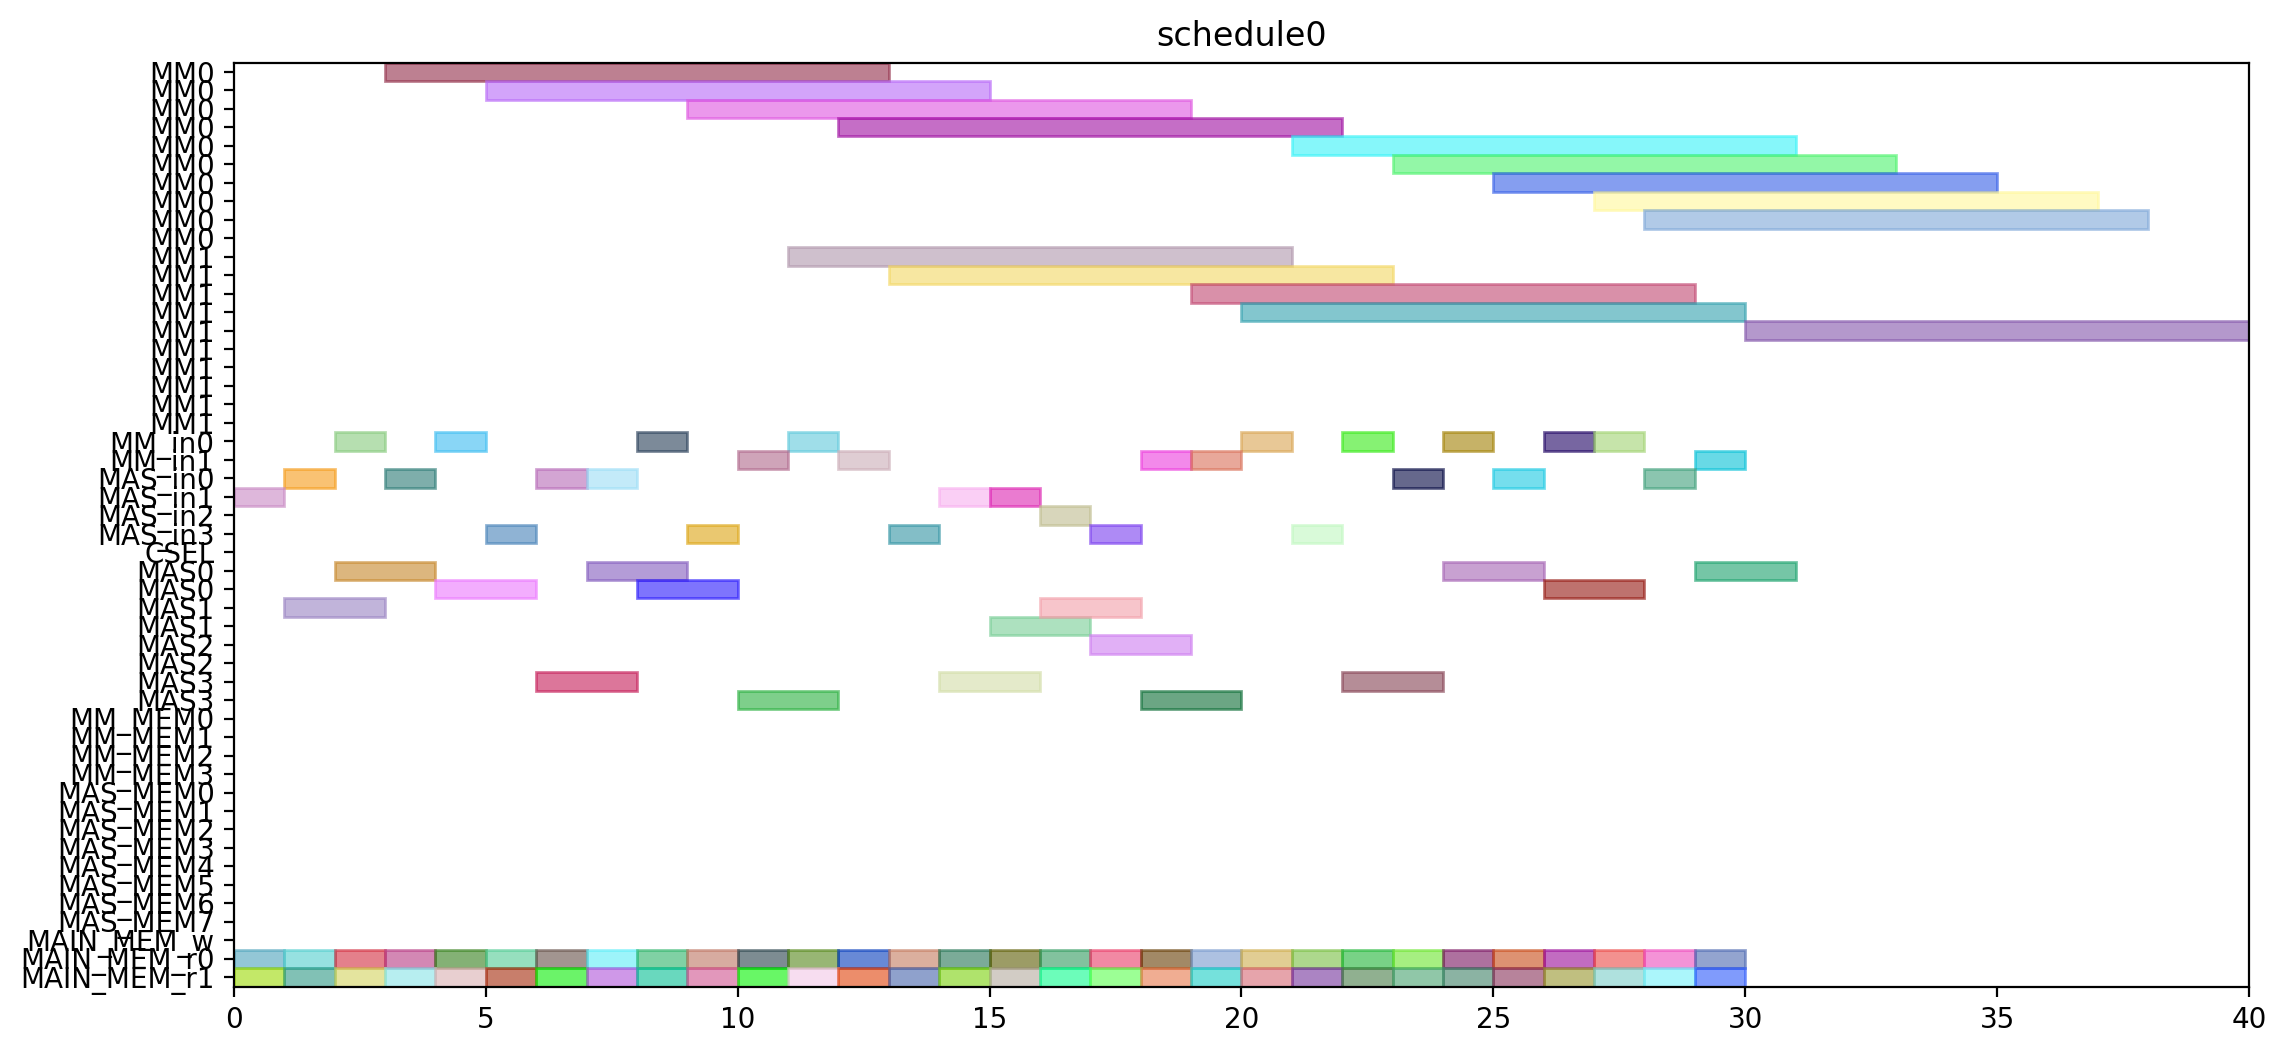 schedule0
MM0
MM0
MM0
MM0
MM0
MM0
MM0
MM0
MM0
MM0
MM1
MM1
MM1
MM1
MM1
MM1
MM1
MM1
MM1
MM1
MM_in0
MM_in1
MAS_in0
MAS_in1
MAS_in2
MAS_in3
CSEL
MAS0
MAS0
MAS1
MAS1
MAS2
MAS2
MAS3
MAS3
MM_MEM0
MM_MEM1
MM_MEM2
MM_MEM3
MAS_MEM0
MAS_MEM1
MAS_MEM2
MAS_MEM3
MAS_MEM4
MAS_MEM5
MAS_MEM6
MAS_MEM7
MAIN_MEM_w
MAIN_MEM_r0
MAIN_MEM_r1
0 5 10 15 20 25 30 35 40